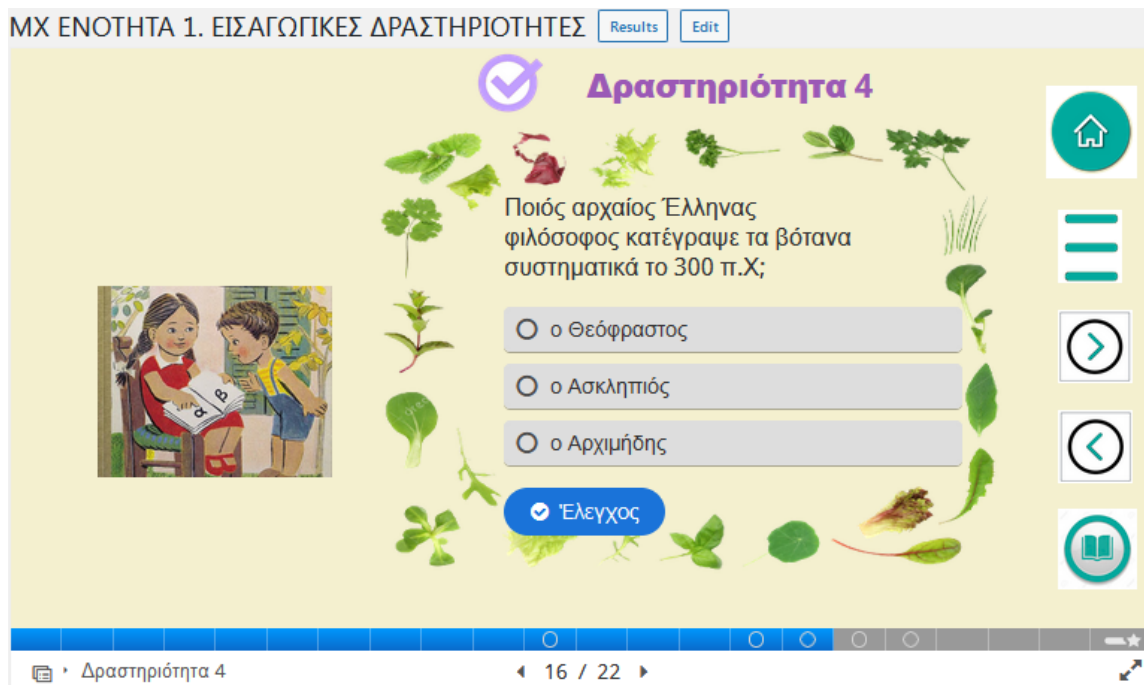 ΜΧ ΕΝΟΤΗΤΑ 1. ΕΙΣΑΓΩΓΙΚΕΣ ΔΡΑΣΤΗΡΙΟΤΗΤΕΣ Results Edit
Δραστηριότητα 4
Ποιός αρχαίος Έλληνας
φιλόσοφος κατέγραψε τα βότανα
συστηματικά το 300 π.Χ;
ο Θεόφραστος
ο Ασκληπιός
ο Αρχιμήδης
α β
Έλεγχος
Δραστηριότητα 4 16 / 22